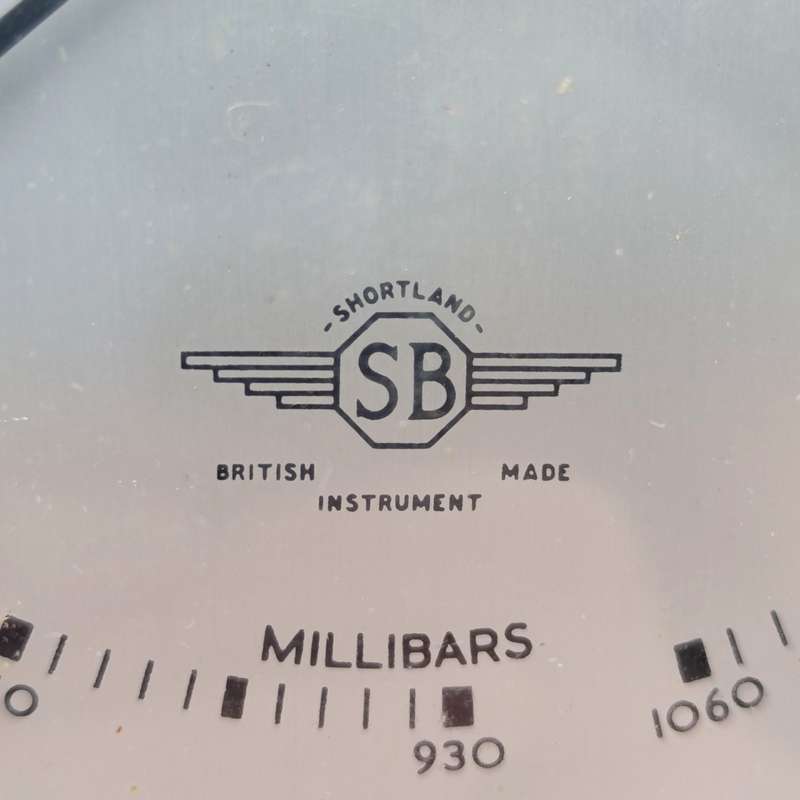 -SHORTLAND-
SB
BRITISH MADE
INSTRUMENT
MILLIBARS
930 1060